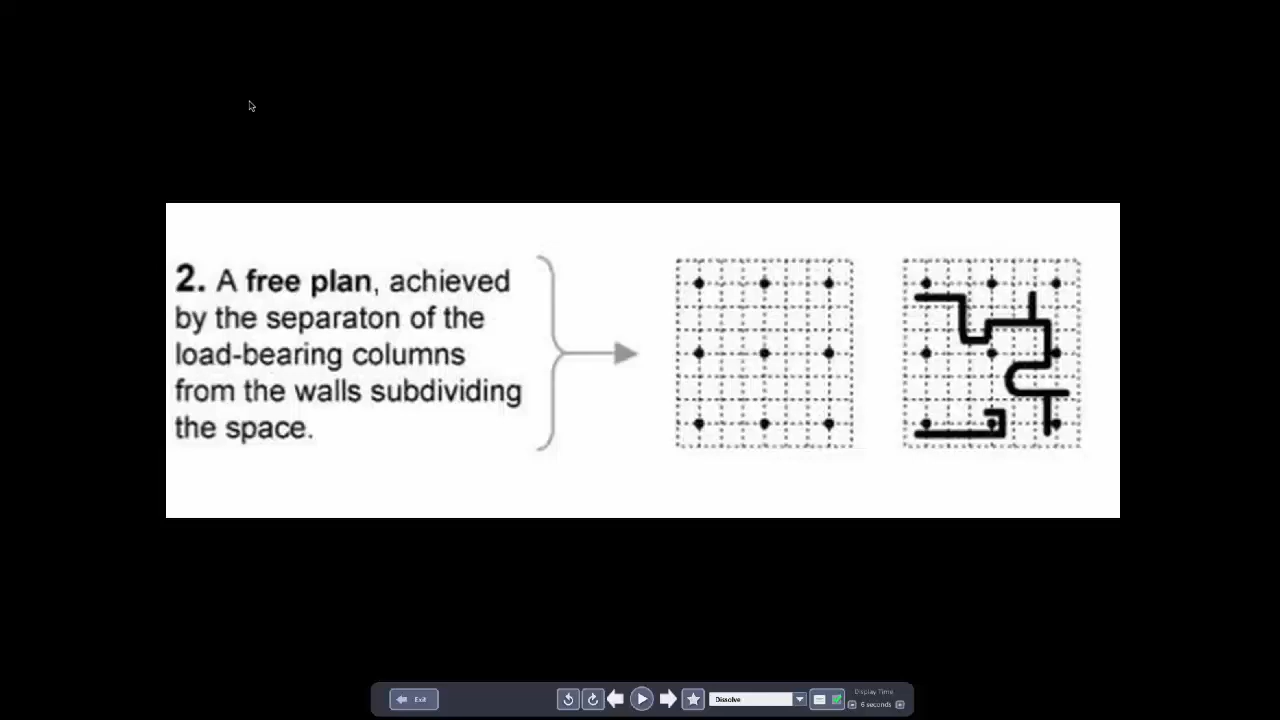 2. A free plan, achieved
by the separaton of the
load-bearing columns
from the walls subdividing
the space.
Exit
Dissolve
Display Time
6 seconds